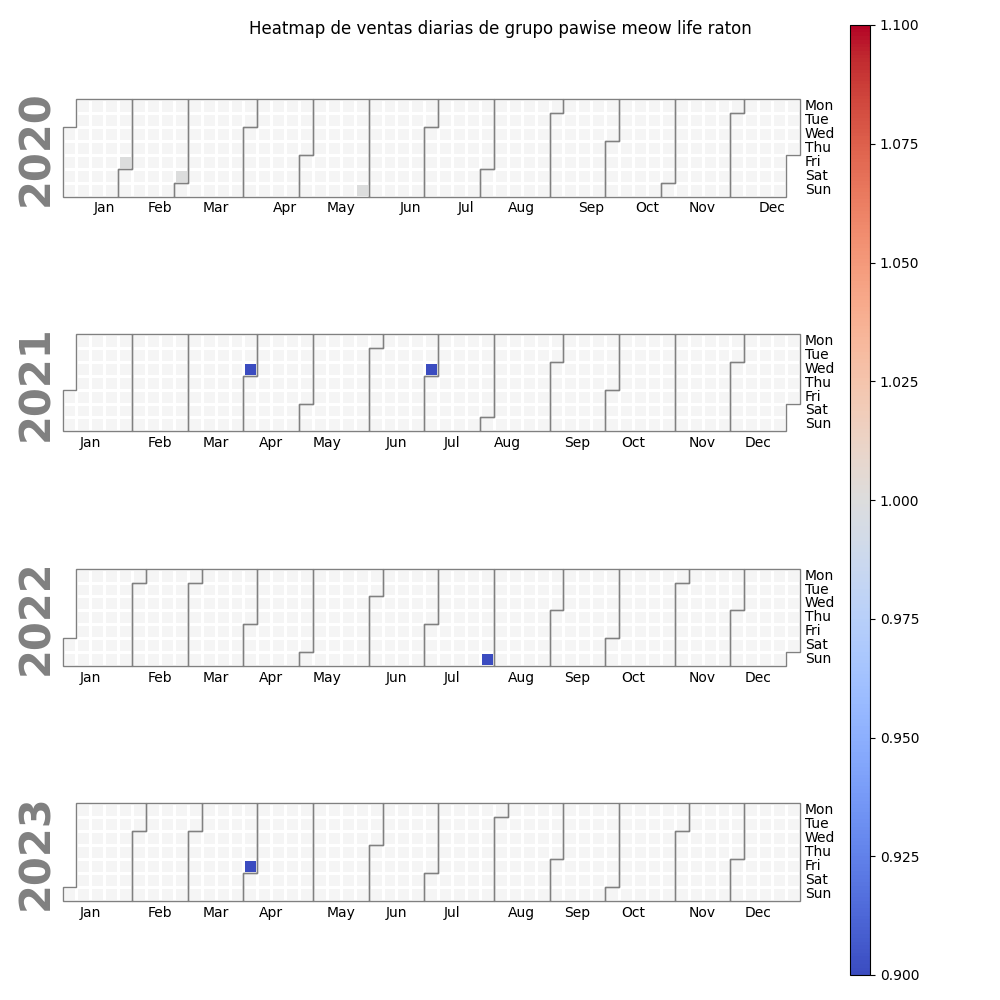 Heatmap de ventas diarias de grupo pawise meow life raton
2020
Mon
Tue
Wed
Thu
Fri
Sat
Sun
Jan Feb Mar Apr May Jun Jul Aug Sep Oct Nov Dec
2021
Mon
Tue
Wed
Thu
Fri
Sat
Sun
Jan Feb Mar Apr May Jun Jul Aug Sep Oct Nov Dec
2022
Mon
Tue
Wed
Thu
Fri
Sat
Sun
Jan Feb Mar Apr May Jun Jul Aug Sep Oct Nov Dec
2023
Mon
Tue
Wed
Thu
Fri
Sat
Sun
Jan Feb Mar Apr May Jun Jul Aug Sep Oct Nov Dec
1.100
1.075
1.050
1.025
1.000
0.975
0.950
0.925
0.900